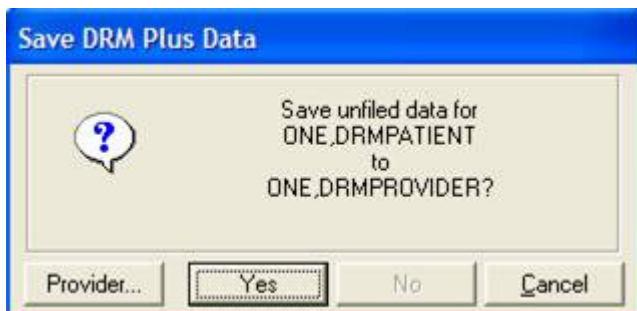 Save DRM Plus Data
?
Save unfiled data for
ONE,DRMPATIENT
to
ONE,DRMPROVIDER?
Provider... Yes No Cancel